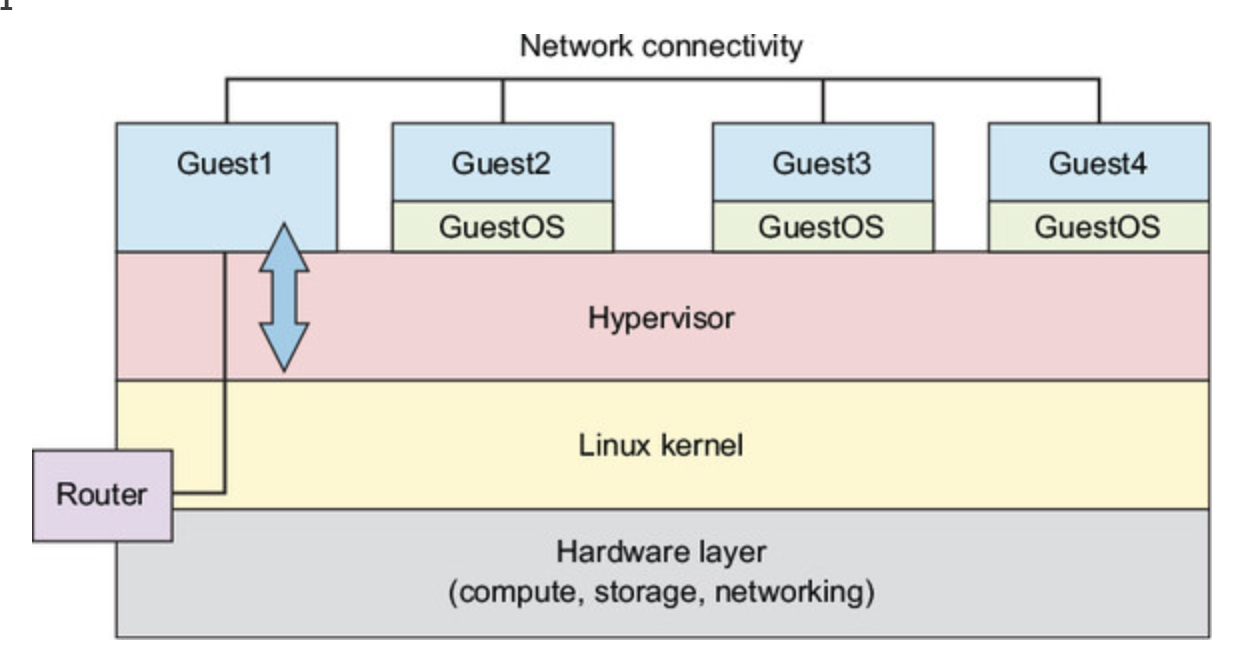 Network connectivity
Guest1
Guest2
Guest3
Guest4
GuestOS
GuestOS
GuestOS
Hypervisor
Linux kernel
Router
Hardware layer
(compute, storage, networking)